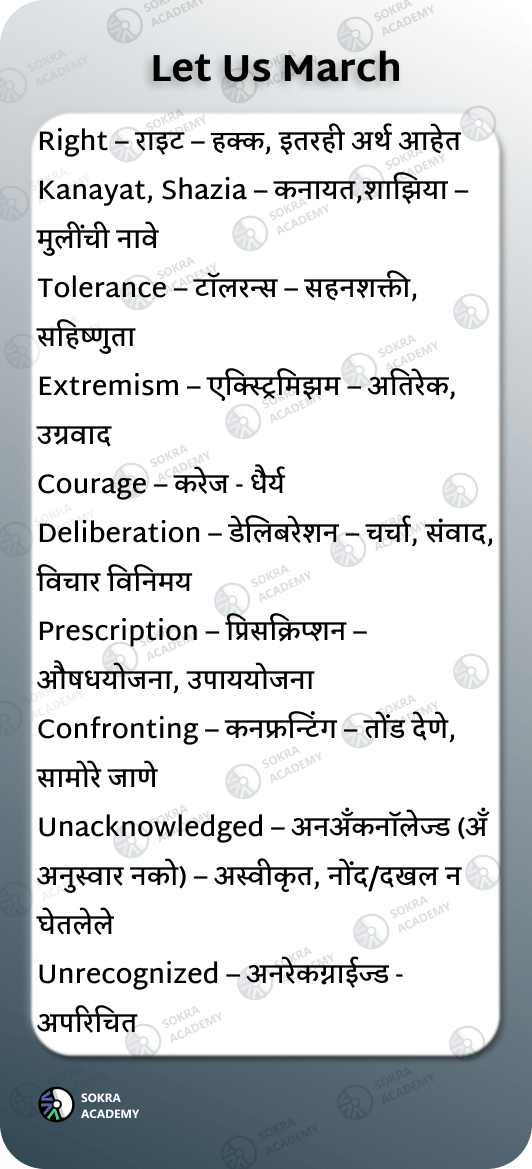 Let Us March
Right – राइट – हक्क, इतरही अर्थ आहेत
Kanayat, Shazia – कनायत,शाझिया –
मुलींची नावे
Tolerance – टॉलरन्स – सहनशक्ती,
सहिष्णुता
Extremism – एक्स्ट्रिमिझम – अतिरेक,
उग्रवाद
Courage – करेज - धैर्य
Deliberation – डेलिबरेशन – चर्चा, संवाद,
विचार विनिमय
Prescription – प्रिसक्रिप्शन –
औषधयोजना, उपाययोजना
Confronting – कनफ्रन्टिंग – तोंड देणे,
सामोरे जाणे
Unacknowledged – अनअँकनॉलेज्ड (अँ
अनुस्वार नको) – अस्वीकृत, नोंद/दखल न
घेतलेले
Unrecognized – अनरेकग्नाईज्ड -
अपरिचित
SOKRA
ACADEMY